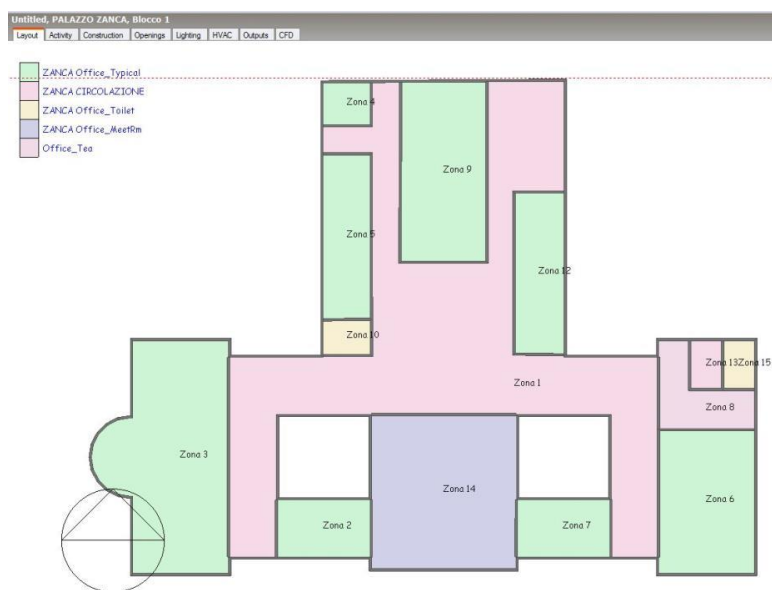 Untitled, PALAZZO ZANCA, Blocco 1
Layout Activity Construction Openings Lighting HVAC Outputs CFD
ZANCA Office_Typical
ZANCA CIRCOLAZIONE
ZANCA Office_Toilet
ZANCA Office_MeetRm
Office_Tea
Zona 4
Zona 9
Zona 5
Zona 12
Zona 10
Zona 13 Zona 15
Zona 1
Zona 8
Zona 3
Zona 14
Zona 6
Zona 2
Zona 7